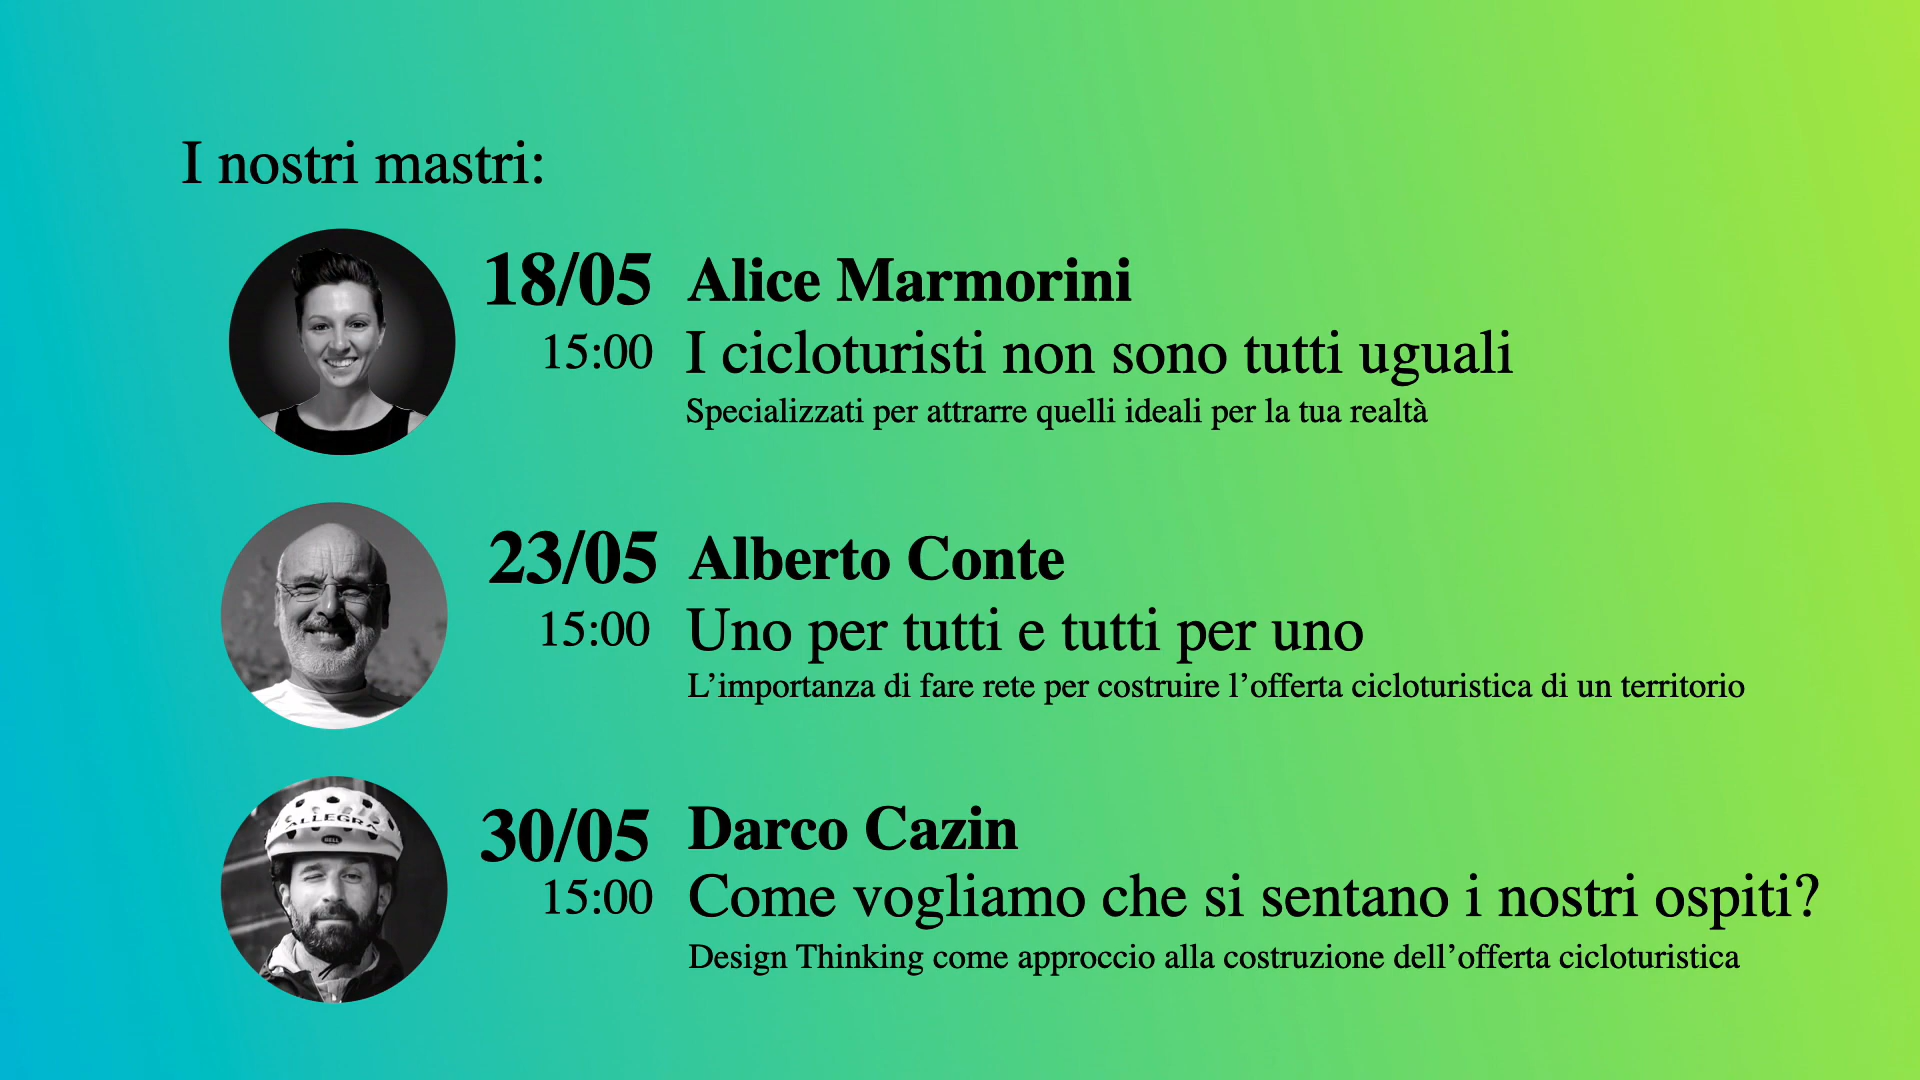 I nostri mastri:
18/05 Alice Marmorini
15:00 I cicloturisti non sono tutti uguali
Specializzati per attrarre quelli ideali per la tua realtà
23/05 Alberto Conte
15:00 Uno per tutti e tutti per uno
L’importanza di fare rete per costruire l’offerta cicloturistica di un territorio
ALLEGRA
BELL
30/05 Darco Cazin
15:00 Come vogliamo che si sentano i nostri ospiti?
Design Thinking come approccio alla costruzione dell’offerta cicloturistica